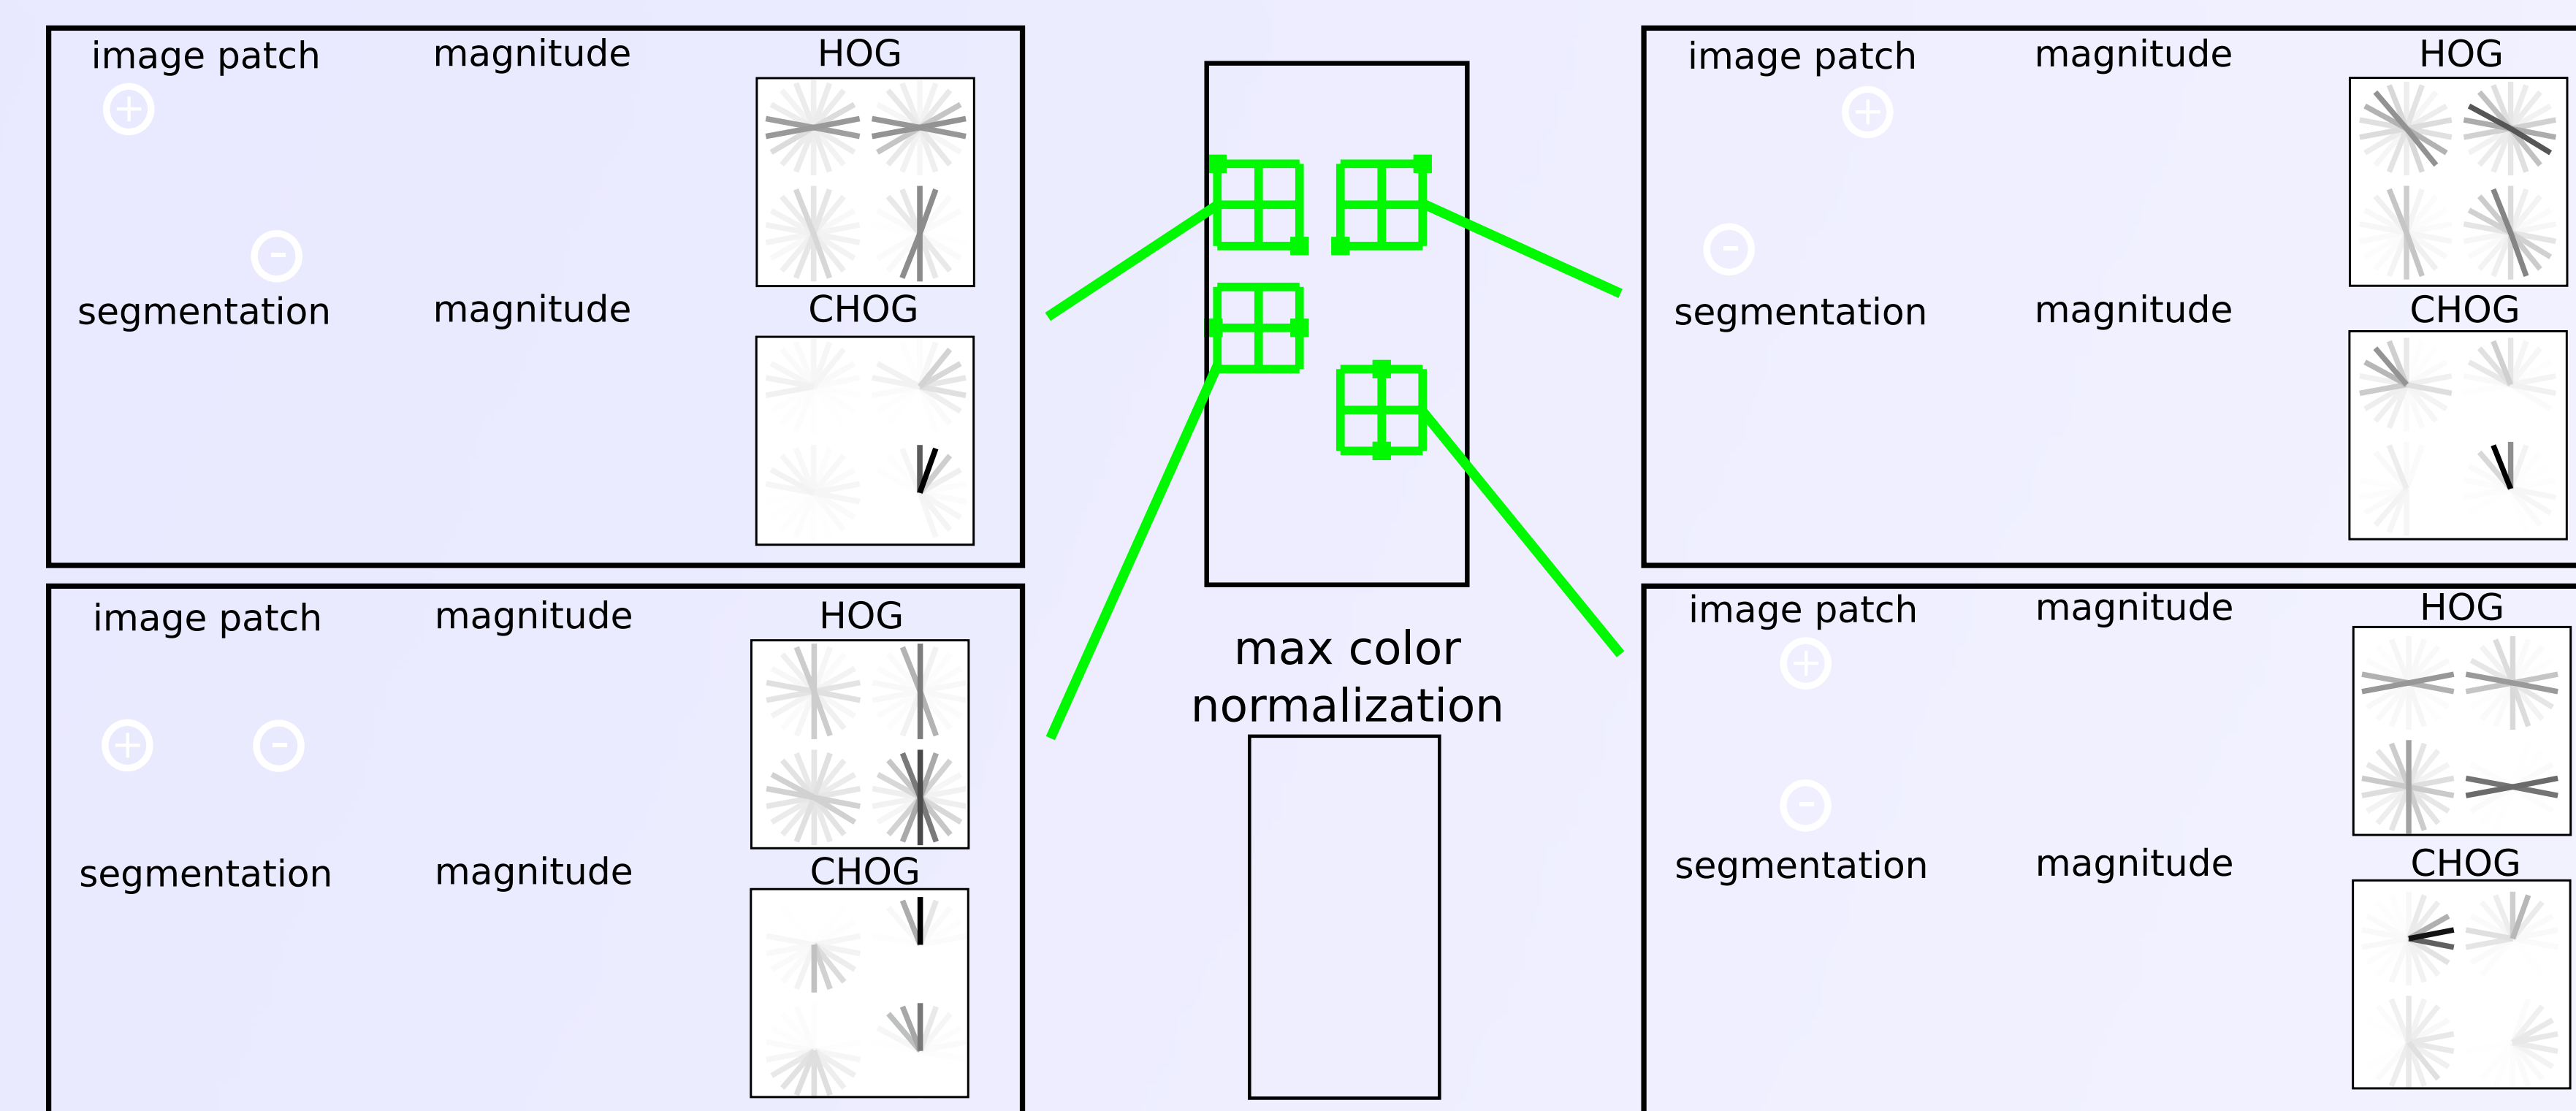 image patch
magnitude
HOG
+
-
segmentation
magnitude
CHOG
image patch
magnitude
HOG
+
-
segmentation
magnitude
CHOG
max color
normalization
image patch
magnitude
HOG
+
-
segmentation
magnitude
CHOG
image patch
magnitude
HOG
+
-
segmentation
magnitude
CHOG